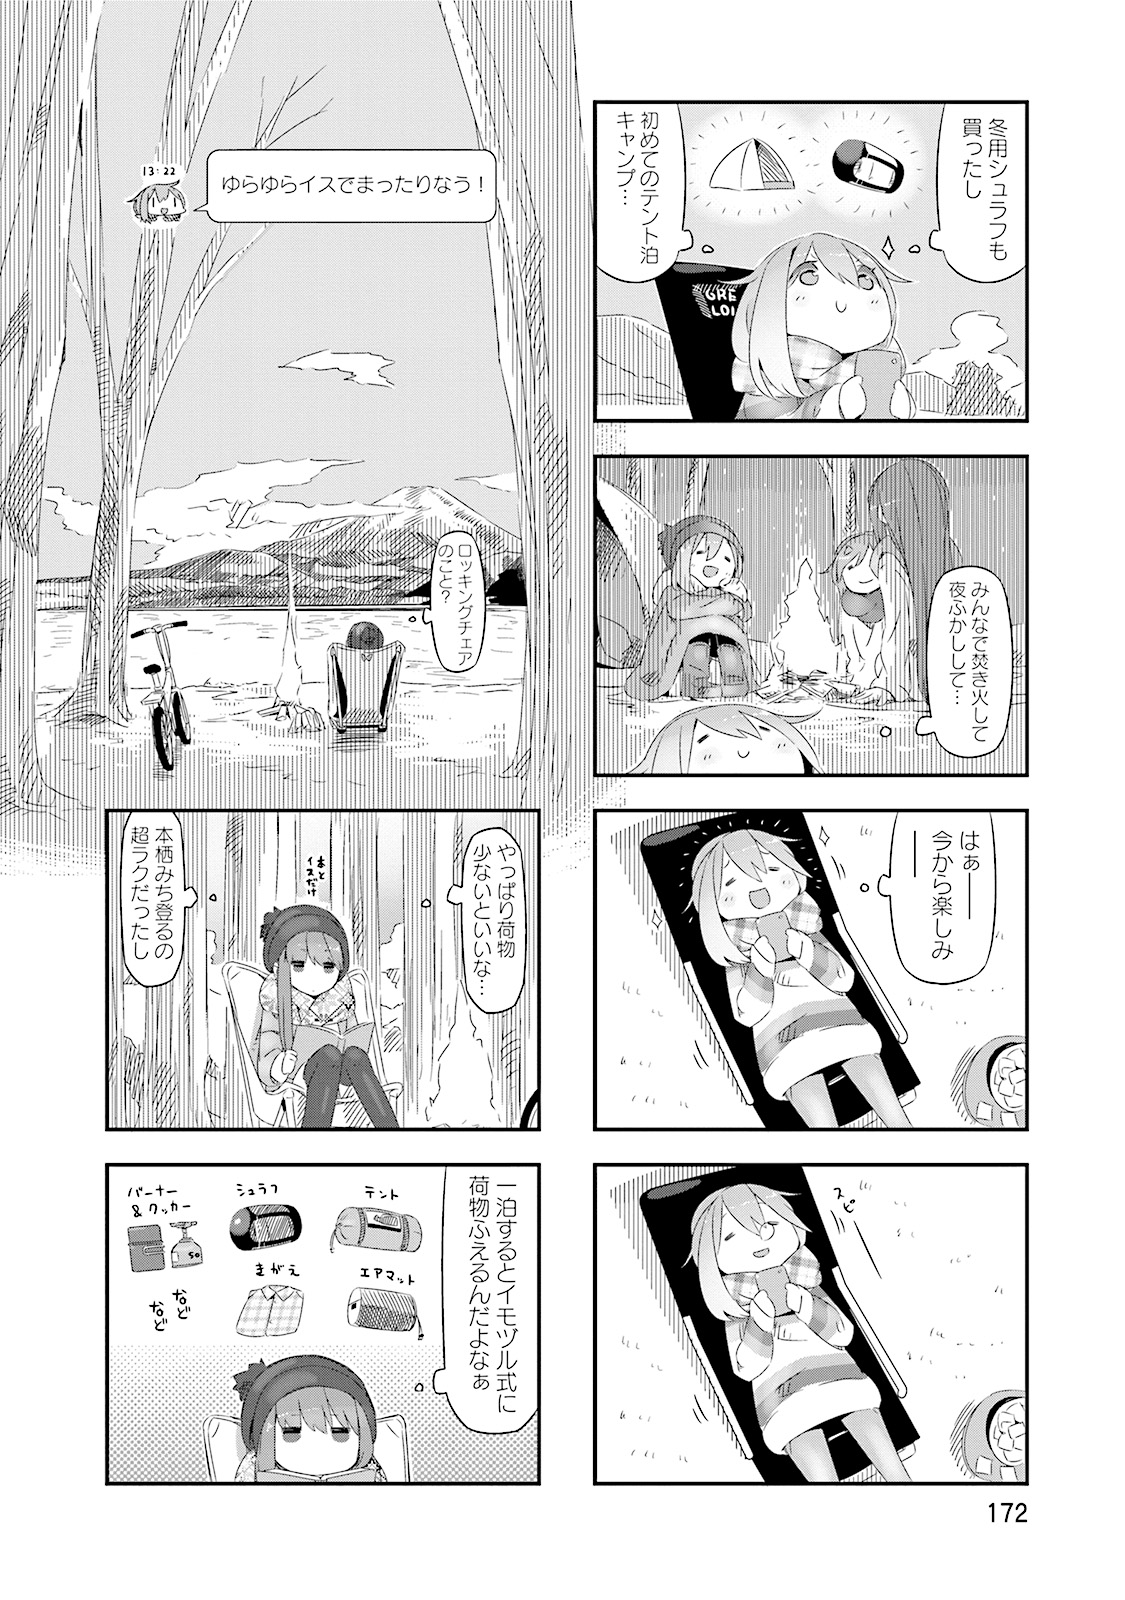 冬用シュラフも
買ったし
初めてのテント泊
キャンプ…
GRE
LOI
みんなで焚き火して
夜ふかしして…
はぁ――
今から楽しみ――
スピー
13:22
ゆらゆらイスでまったりなう!
ロッキングチェア
のこと?
やっぱり荷物
少ないといいな…
本と
イスだけ
本栖みち登るの
超ラクだったし
一泊するとイモヅル式に
荷物ふえるんだよなぁ
テント
シュラフ
バーナー
&クッカー
50
エアマット
きがえ
などなど
172